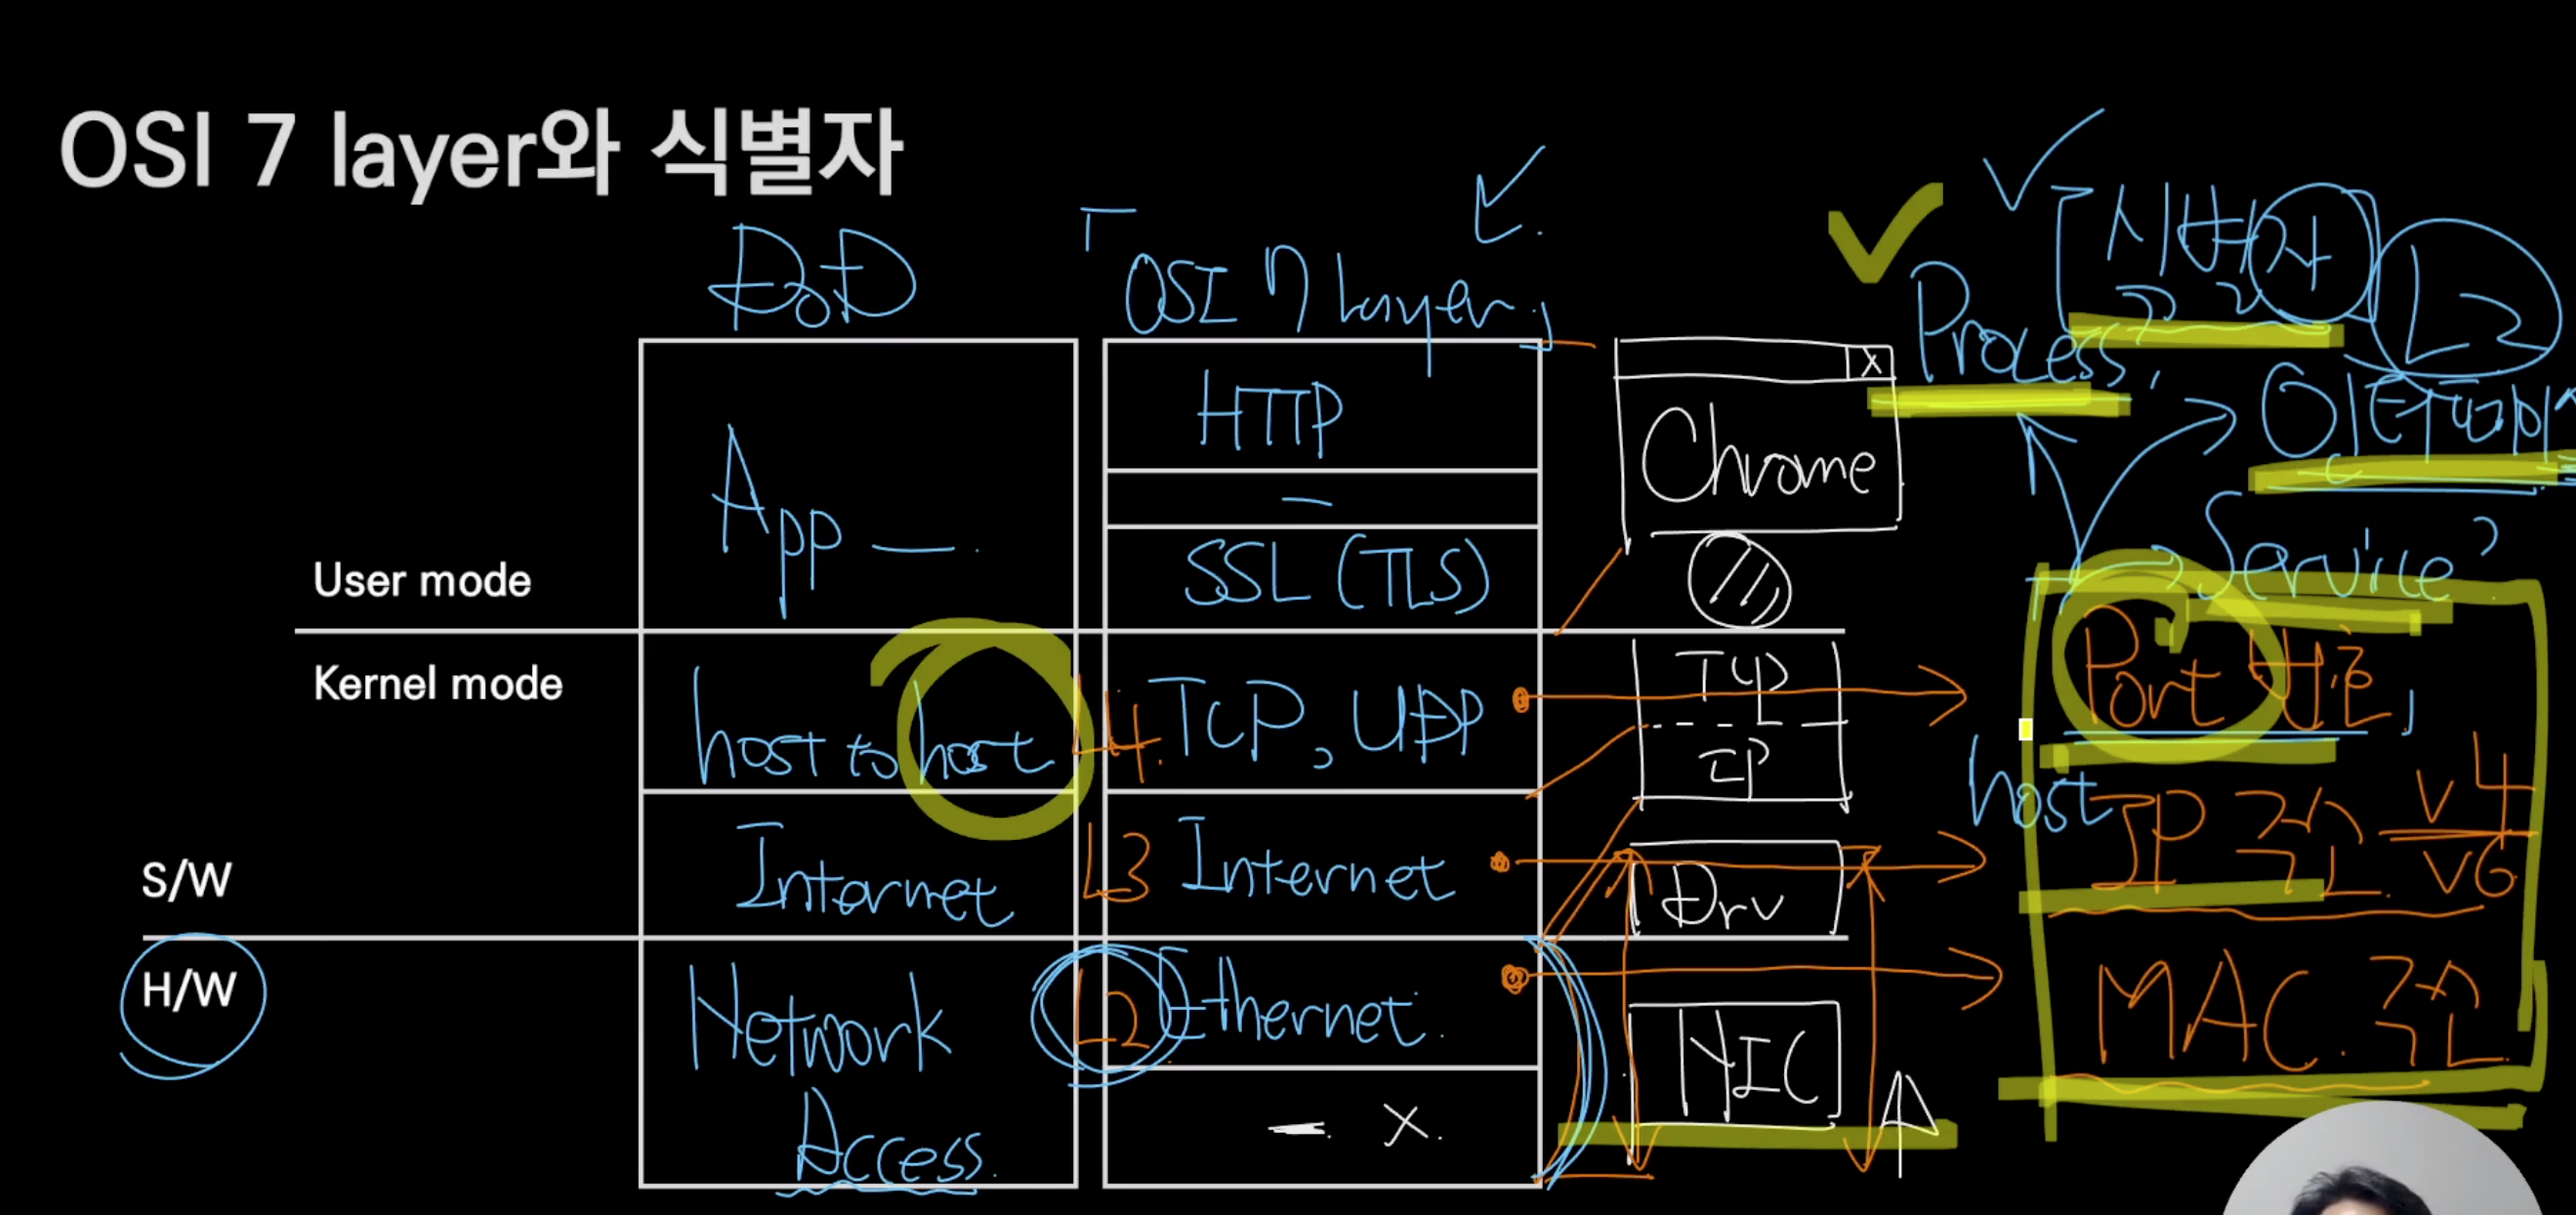 OSI 7 layer와 식별자
DoD
「OSI 7 layer」
User mode
Kernel mode
S/W
H/W
App
host to host
Internet
Network
Access
HTTP
-
SSL (TLS)
L4. TCP, UDP
L3 Internet
L2 Ethernet.
- X.
X
Chrome
TCP
IP
Drv
NIC
Process,
식별자
L2
인터페이스
Service?
Port 번호,
host
IP 주소 v4
v6
MAC. 주소